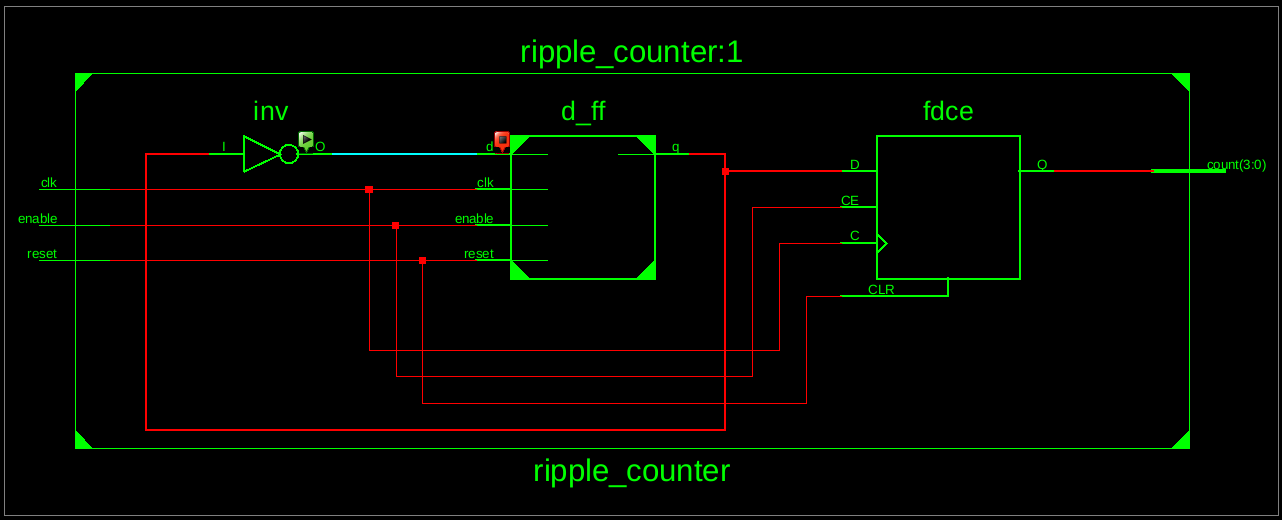 ripple_counter:1
inv
d_ff
fdce
I
O
d
q
clk
clk
enable
enable
reset
reset
D
CE
C
CLR
Q
count(3:0)
ripple_counter